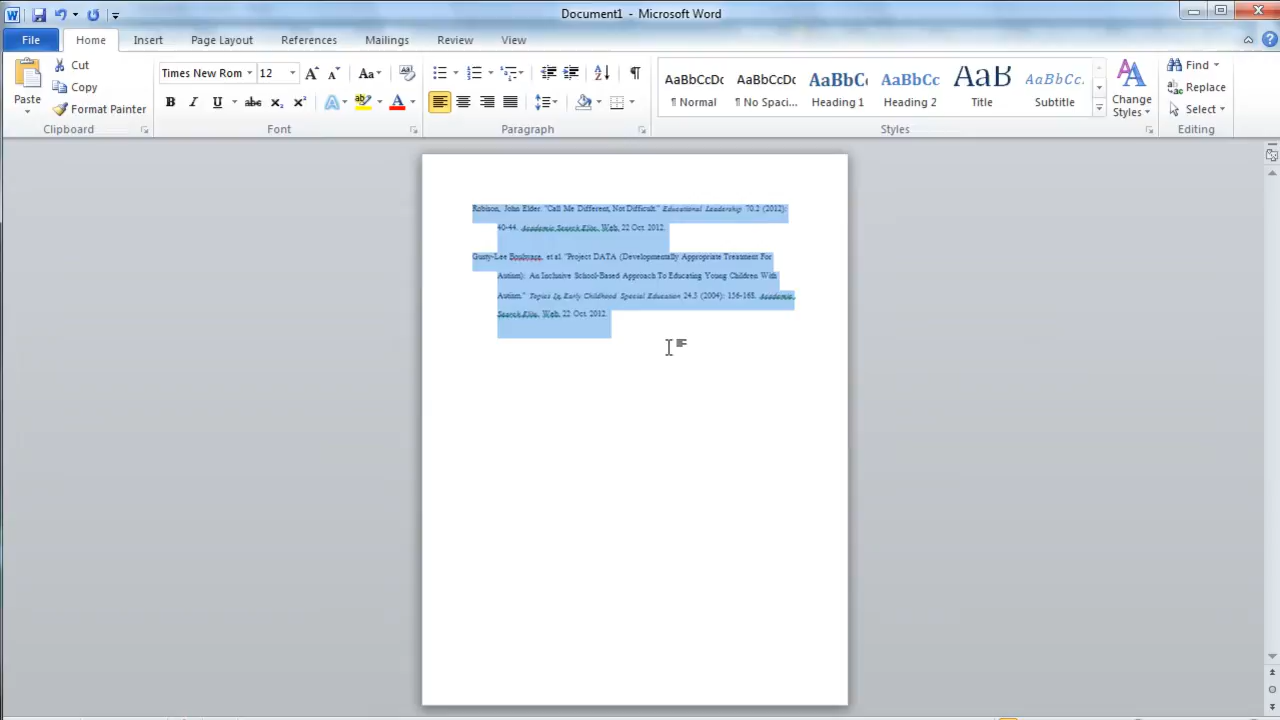 Document1 - Microsoft Word
File Home Insert Page Layout References Mailings Review View
Paste
Cut
Copy
Format Painter
Clipboard
Times New Rom 12
Font
Paragraph
AaBbCcDc AaBbCcDc AaBbC AaBbCc AaB AaBbCc.
¶ Normal ¶ No Spaci... Heading 1 Heading 2 Title Subtitle
Styles
Change Styles
Find
Replace
Select
Editing
Robison, John Elder. "Call Me Different, Not Difficult." Educational Leadership 70.2 (2012):
40-44. Academic Search Elite. Web. 22 Oct. 2012.
Gusty-Lee Boulware, et al. "Project DATA (Developmentally Appropriate Treatment For
Autism): An Inclusive School-Based Approach To Educating Young Children With
Autism." Topics In Early Childhood Special Education 24.3 (2004): 156-168. Academic
Search Elite. Web. 22 Oct. 2012.